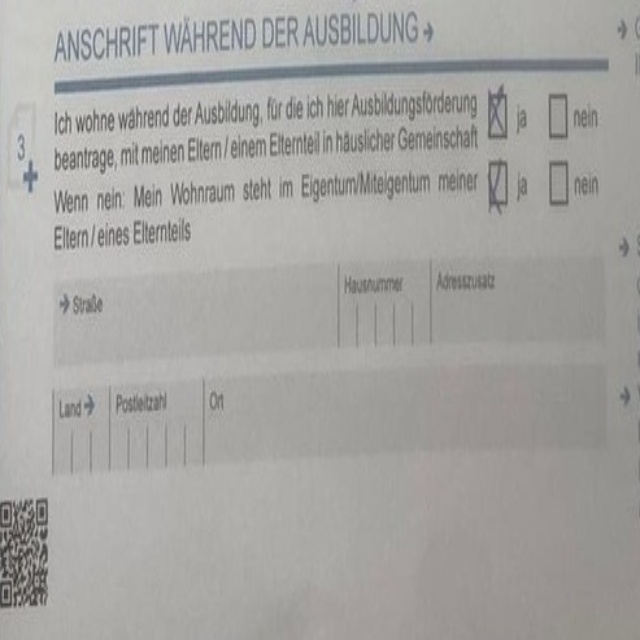 ANSCHRIFT WÄHREND DER AUSBILDUNG →
Ich wohne während der Ausbildung, für die ich hier Ausbildungsförderung
beantrage, mit meinen Eltern / einem Elternteil in häuslicher Gemeinschaft
ja
nein
3
Wenn nein: Mein Wohnraum steht im Eigentum/Miteigentum meiner
Eltern / eines Elternteils
ja
nein
→ Straße
Hausnummer
Adresszusatz
Land →
Postleitzahl
Ort